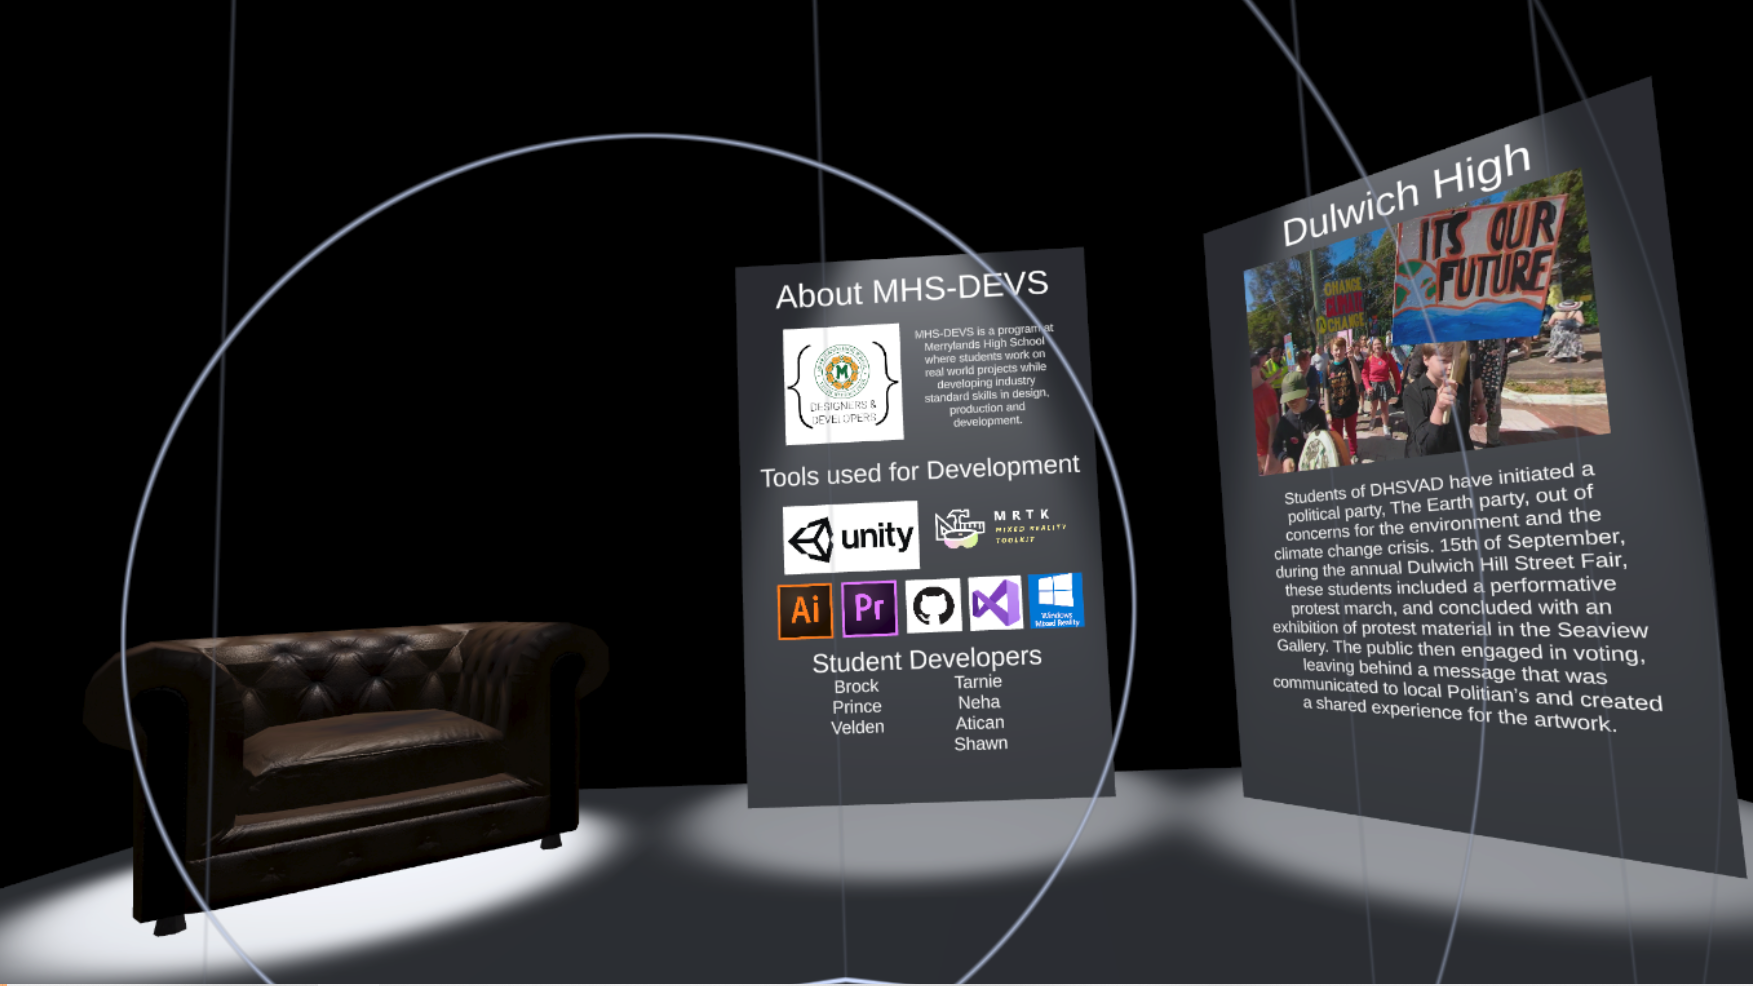 About MHS-DEVS
MHS-DEVS is a program at
Merrylands High School
where students work on
real world projects while
developing industry
standard skills in design,
production and
development.
M
DESIGNERS &
DEVELOPERS
Tools used for Development
unity
MRTK
MIXED REALITY
TOOLKIT
Ai
Pr
Windows
Mixed Reality
Student Developers
Brock
Prince
Velden
Tarnie
Neha
Atican
Shawn
Dulwich High
IT'S OUR
FUTURE
CHANGE
CLIMATE
CHANGE
Students of DHSVAD have initiated a
political party, The Earth party, out of
concerns for the environment and the
climate change crisis. 15th of September,
during the annual Dulwich Hill Street Fair,
these students included a performative
protest march, and concluded with an
exhibition of protest material in the Seaview
Gallery. The public then engaged in voting,
leaving behind a message that was
communicated to local Politian's and created
a shared experience for the artwork.